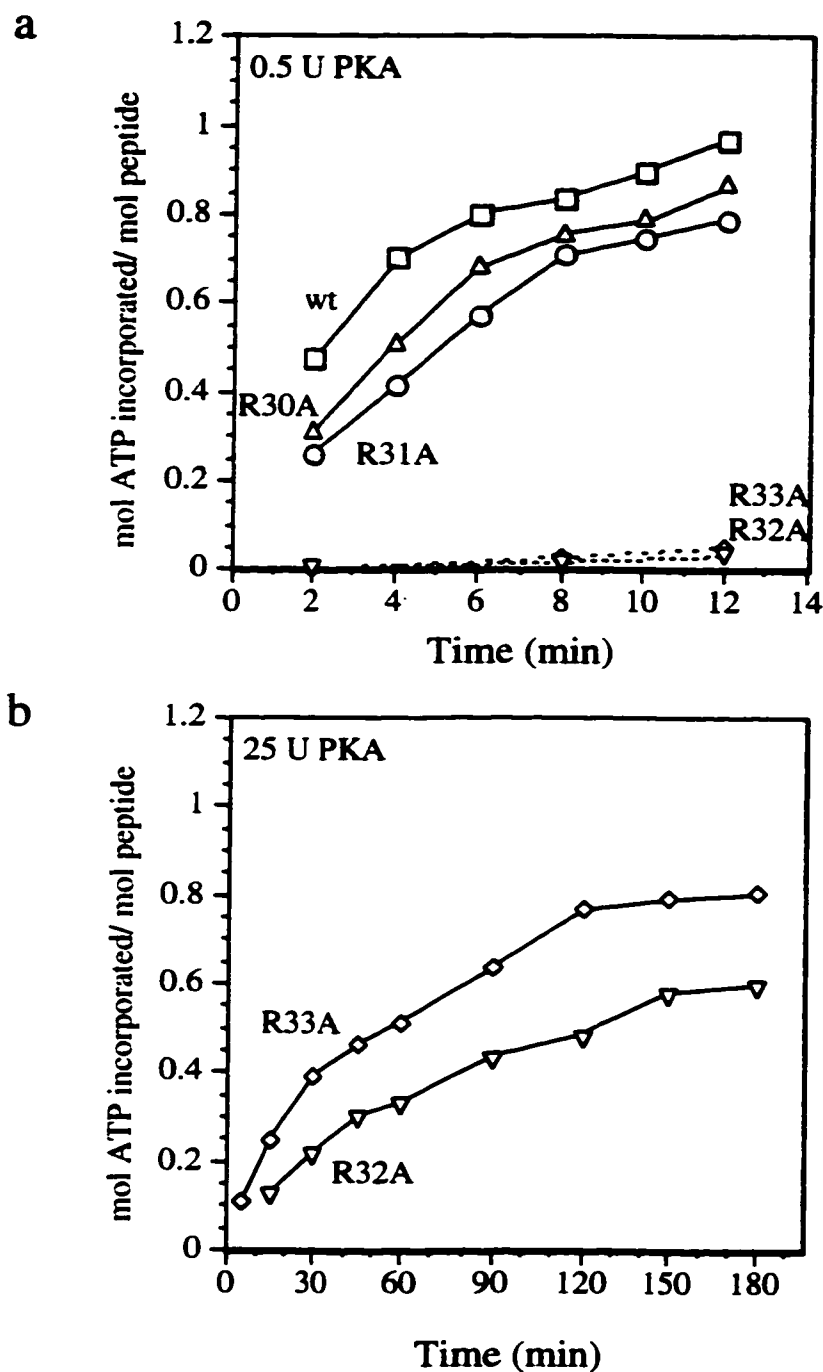 a
0.5 U PKA
1.2
1
0.8
0.6
0.4
0.2
0
mol ATP incorporated/ mol peptide
wt
R30A
R31A
R33A
R32A
0 2 4 6 8 10 12 14
Time (min)
b
25 U PKA
1.2
1
0.8
0.6
0.4
0.2
0
mol ATP incorporated/ mol peptide
R33A
R32A
0 30 60 90 120 150 180
Time (min)